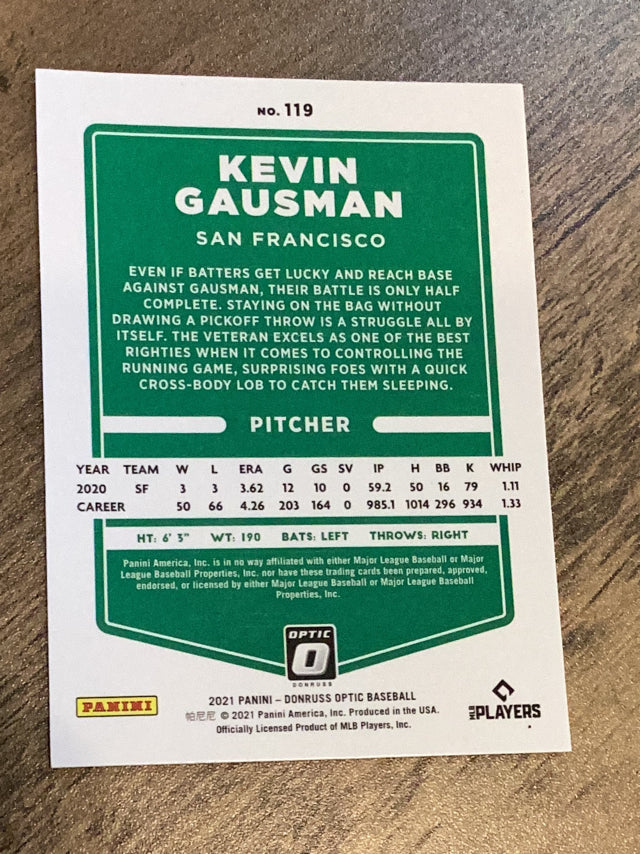 NO. 119
KEVIN
GAUSMAN
SAN FRANCISCO
EVEN IF BATTERS GET LUCKY AND REACH BASE
AGAINST GAUSMAN, THEIR BATTLE IS ONLY HALF
COMPLETE. STAYING ON THE BAG WITHOUT
DRAWING A PICKOFF THROW IS A STRUGGLE ALL BY
ITSELF. THE VETERAN EXCELS AS ONE OF THE BEST
RIGHTIES WHEN IT COMES TO CONTROLLING THE
RUNNING GAME, SURPRISING FOES WITH A QUICK
CROSS-BODY LOB TO CATCH THEM SLEEPING.
PITCHER
YEAR TEAM W L ERA G GS SV IP H BB K WHIP
2020 SF 3 3 3.62 12 10 0 59.2 50 16 79 1.11
CAREER 50 66 4.26 203 164 0 985.1 1014 296 934 1.33
HT: 6' 3" WT: 190 BATS: LEFT THROWS: RIGHT
Panini America, Inc. is in no way affiliated with either Major League Baseball or Major
League Baseball Properties, Inc. nor have these trading cards been prepared, approved,
endorsed, or licensed by either Major League Baseball or Major League Baseball
Properties, Inc.
OPTIC
DONRUSS
PANINI
2021 PANINI – DONRUSS OPTIC BASEBALL
帕尼尼 © 2021 Panini America, Inc. Produced in the USA.
Officially Licensed Product of MLB Players, Inc.
MLB PLAYERS